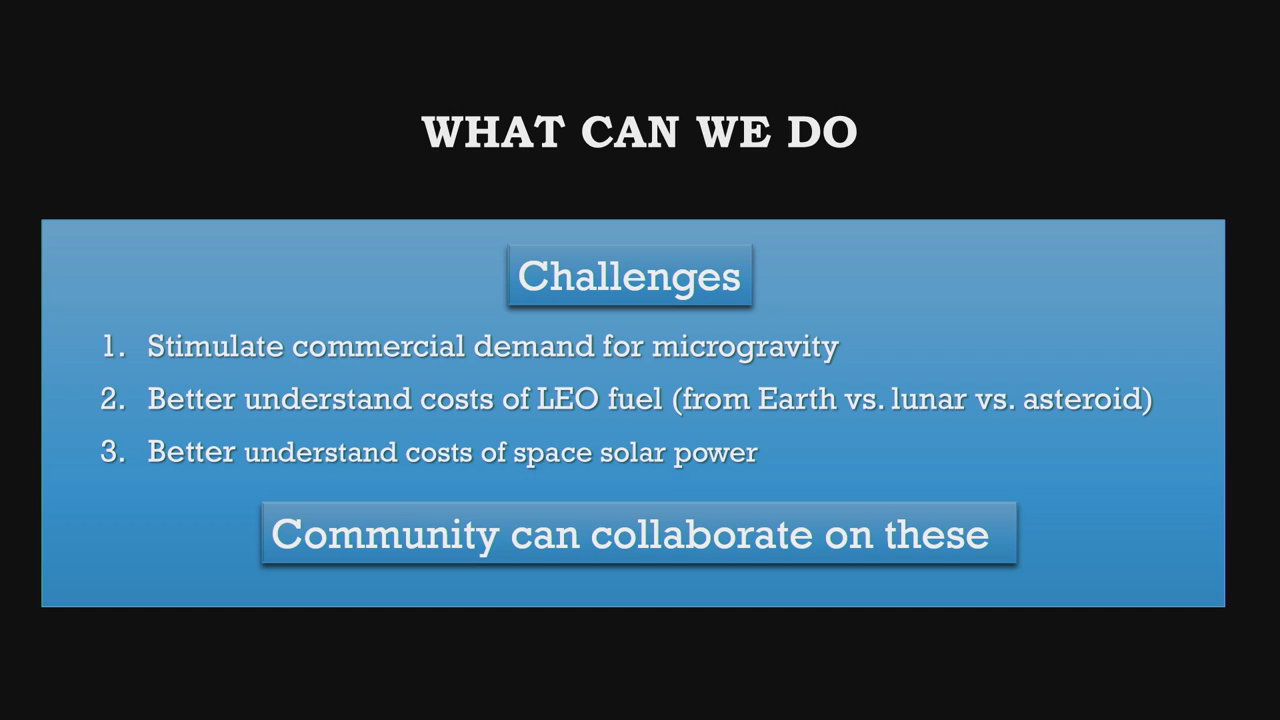 WHAT CAN WE DO
Challenges
1. Stimulate commercial demand for microgravity
2. Better understand costs of LEO fuel (from Earth vs. lunar vs. asteroid)
3. Better understand costs of space solar power
Community can collaborate on these